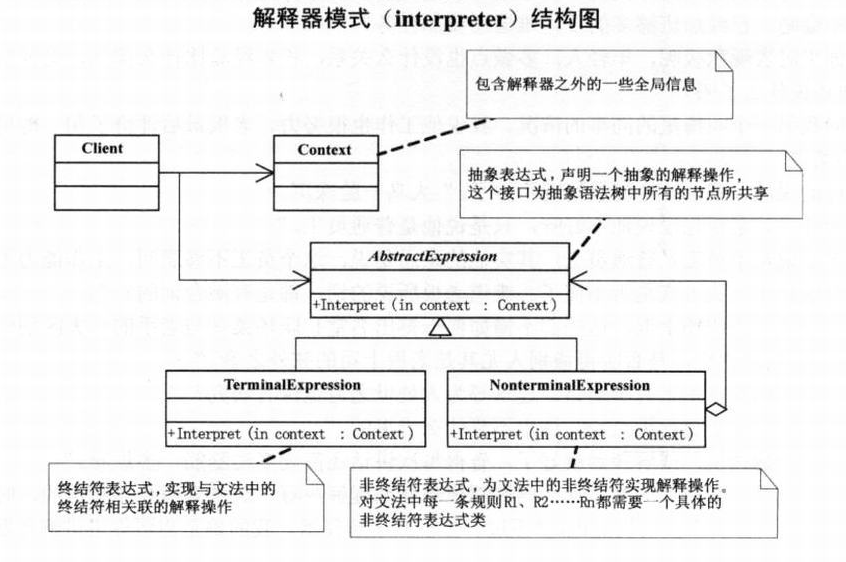 解释器模式（interpreter）结构图
包含解释器之外的一些全局信息
Client
Context
抽象表达式，声明一个抽象的解释操作，
这个接口为抽象语法树中所有的节点所共享
AbstractExpression
+Interpret(in context : Context)
TerminalExpression
NonterminalExpression
+Interpret(in context : Context)
+Interpret(in context : Context)
终结符表达式，实现与文法中的
终结符相关联的解释操作
非终结符表达式，为文法中的非终结符实现解释操作。
对文法中每一条规则R1、R2……Rn都需要一个具体的
非终结符表达式类